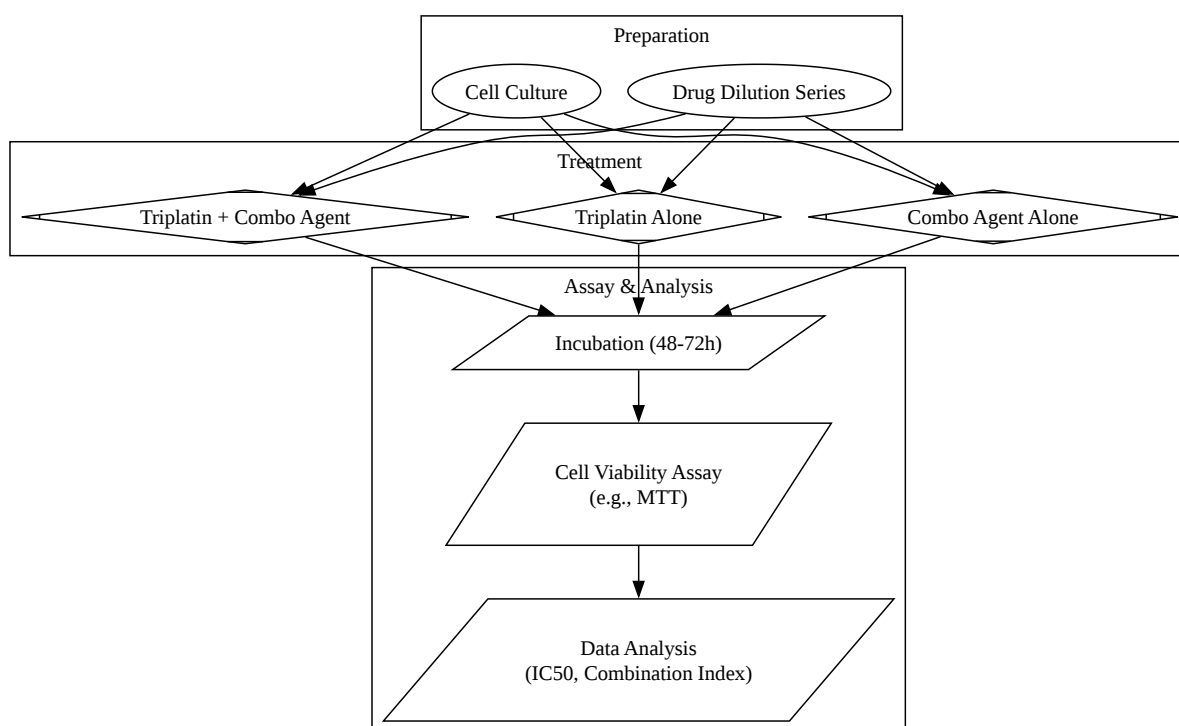 Preparation
Cell Culture
Drug Dilution Series
Treatment
Triplatin + Combo Agent
Triplatin Alone
Combo Agent Alone
Assay & Analysis
Incubation (48-72h)
Cell Viability Assay
(e.g., MTT)
Data Analysis
(IC50, Combination Index)